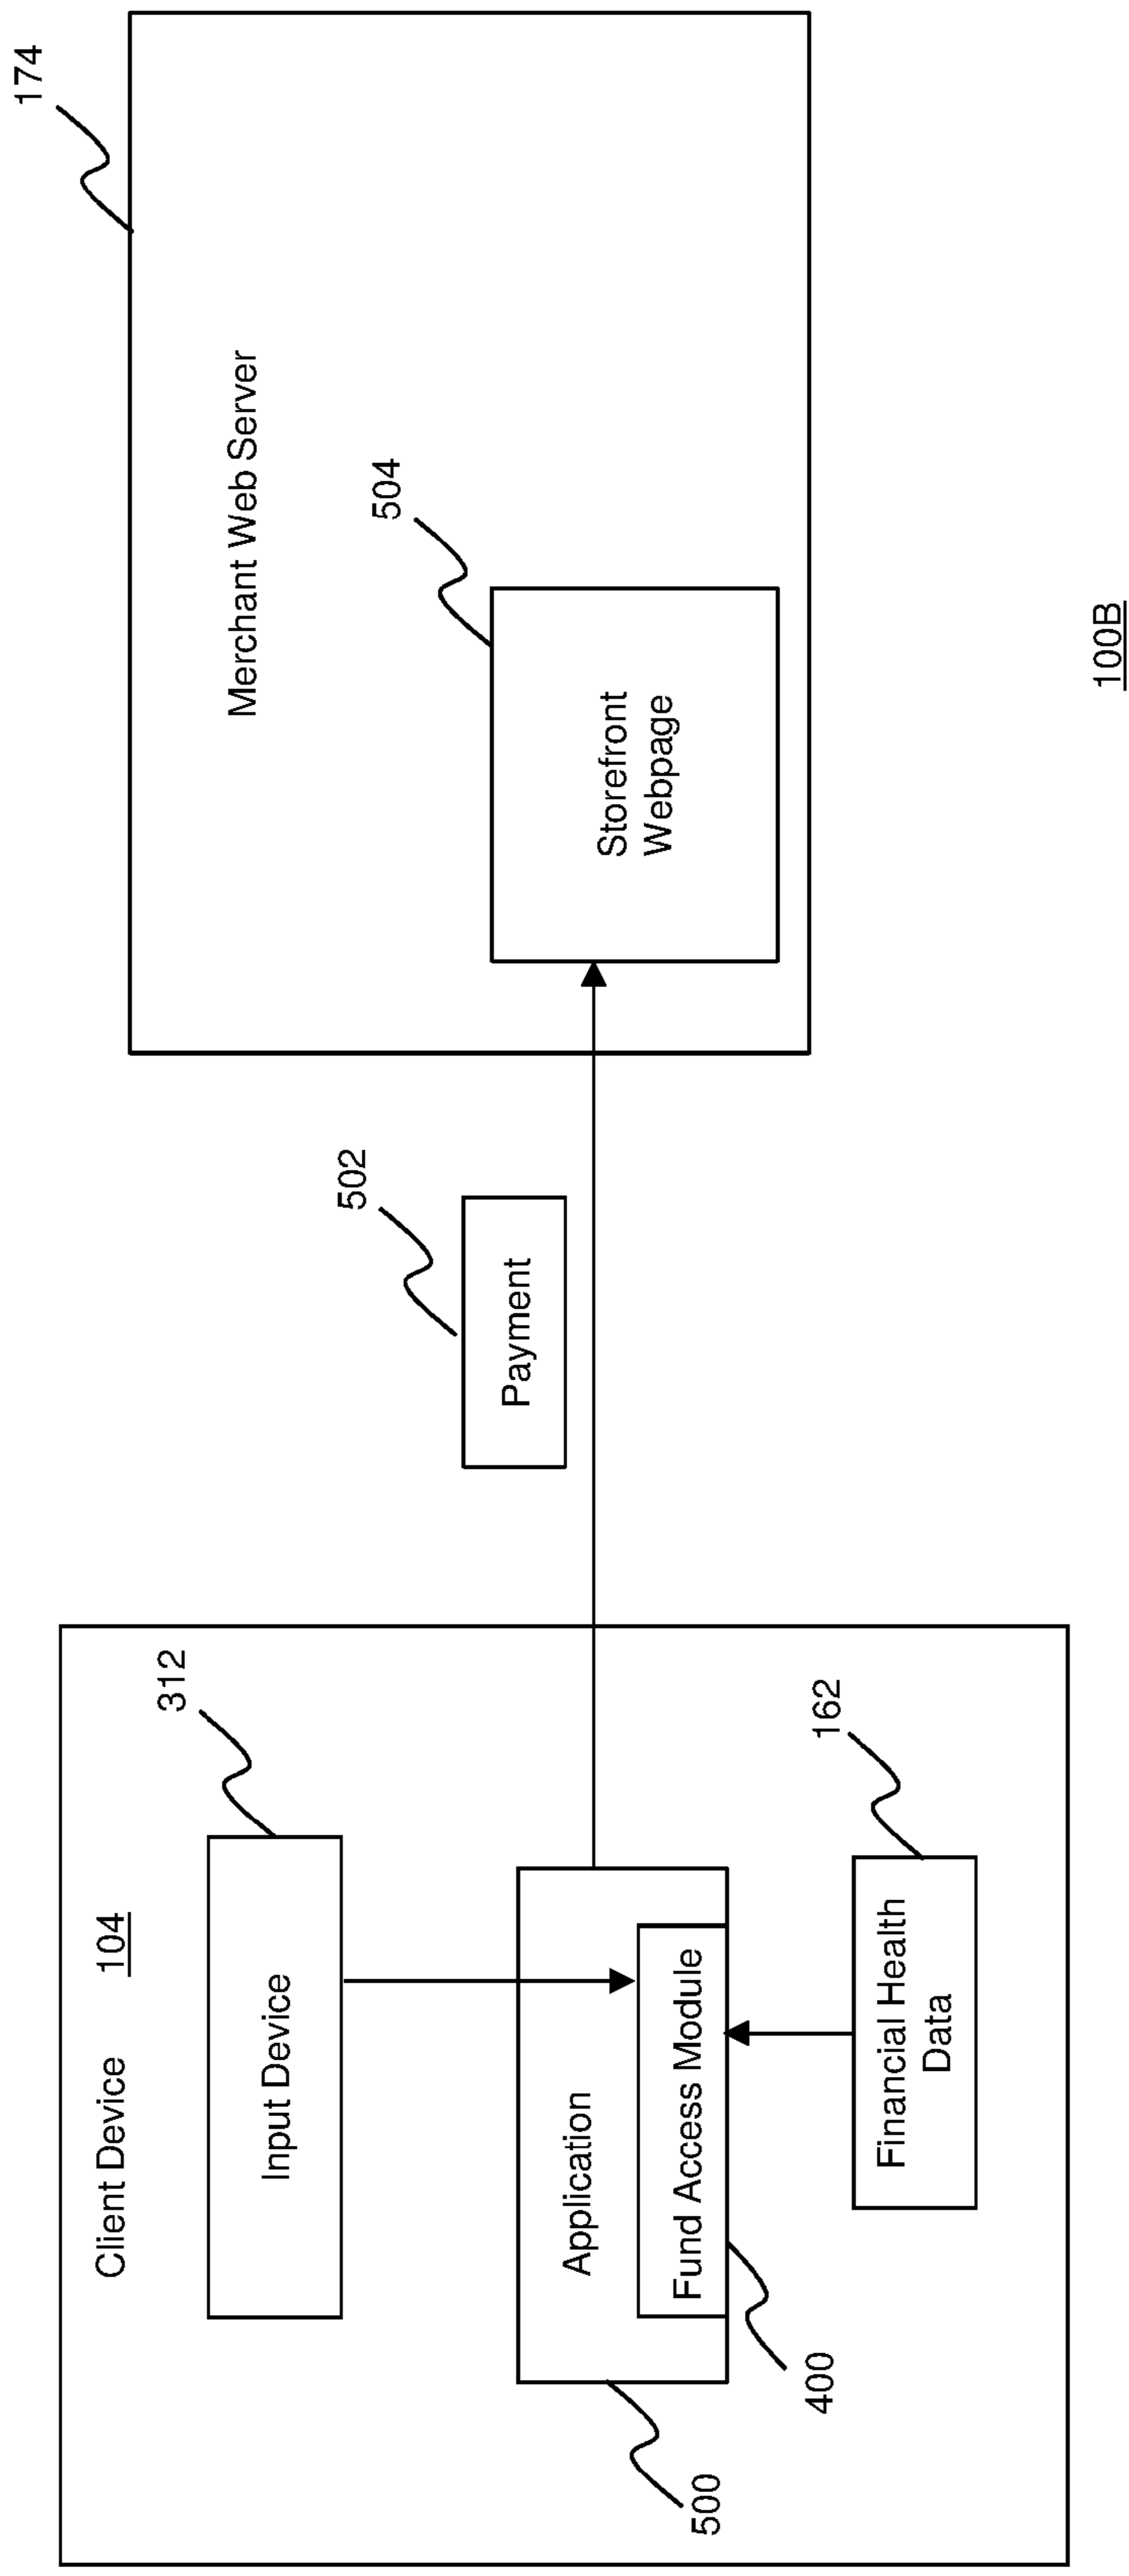 Client Device 104
312
Input Device
Application
Fund Access Module
500
400
162
Financial Health
Data
502
Payment
174
Merchant Web Server
504
Storefront
Webpage
100B